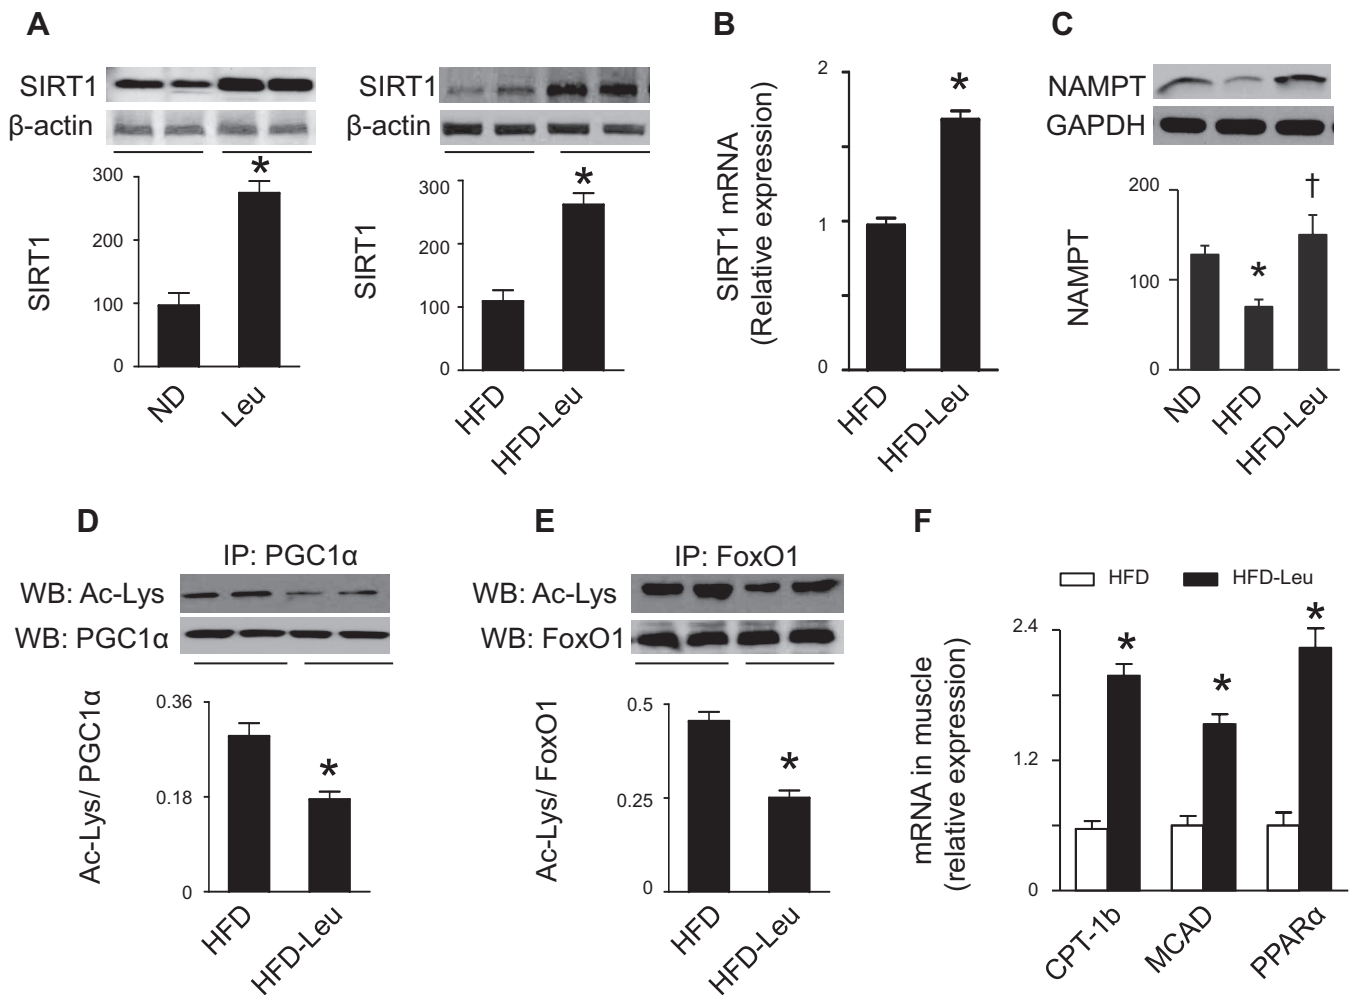 A
SIRT1
β-actin
300
200
100
0
SIRT1
*
ND
Leu
SIRT1
β-actin
300
200
100
0
SIRT1
*
HFD
HFD-Leu
B
2
1
0
SIRT1 mRNA
(Relative expression)
*
HFD
HFD-Leu
C
NAMPT
GAPDH
200
100
0
NAMPT
*
†
ND
HFD
HFD-Leu
D
IP: PGC1α
WB: Ac-Lys
WB: PGC1α
0.36
0.18
0
Ac-Lys/ PGC1α
*
HFD
HFD-Leu
E
IP: FoxO1
WB: Ac-Lys
WB: FoxO1
0.5
0.25
0
Ac-Lys/ FoxO1
*
HFD
HFD-Leu
F
HFD
HFD-Leu
2.4
1.2
0
mRNA in muscle
(relative expression)
*
*
*
CPT-1b
MCAD
PPARα